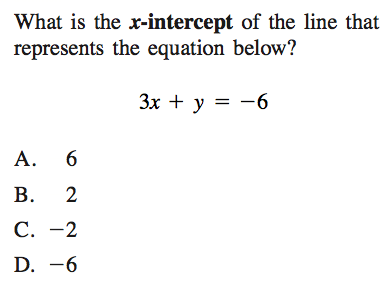 What is the x-intercept of the line that
represents the equation below?
3x + y = −6
A. 6
B. 2
C. −2
D. −6